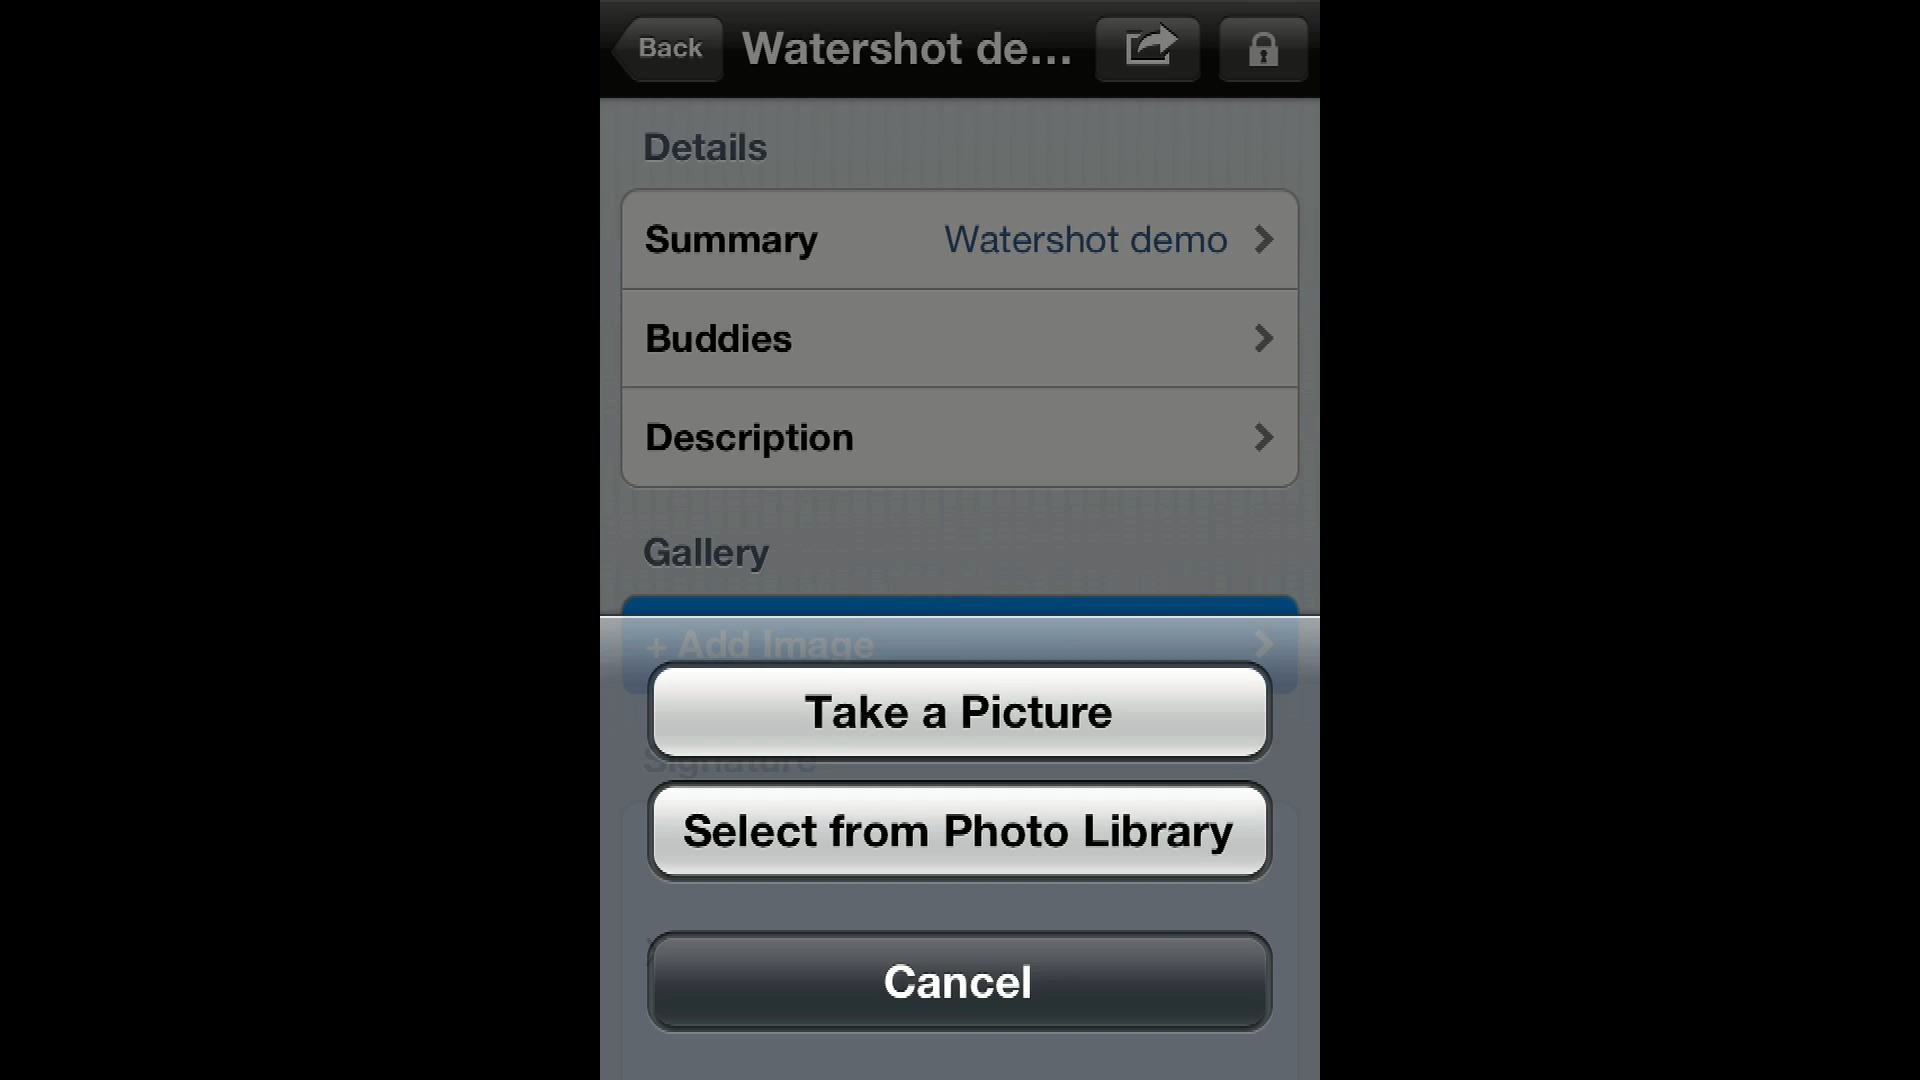 Back
Watershot de...
Details
Summary
Watershot demo
Buddies
Description
Gallery
+ Add Image
Take a Picture
Signature
Select from Photo Library
Cancel